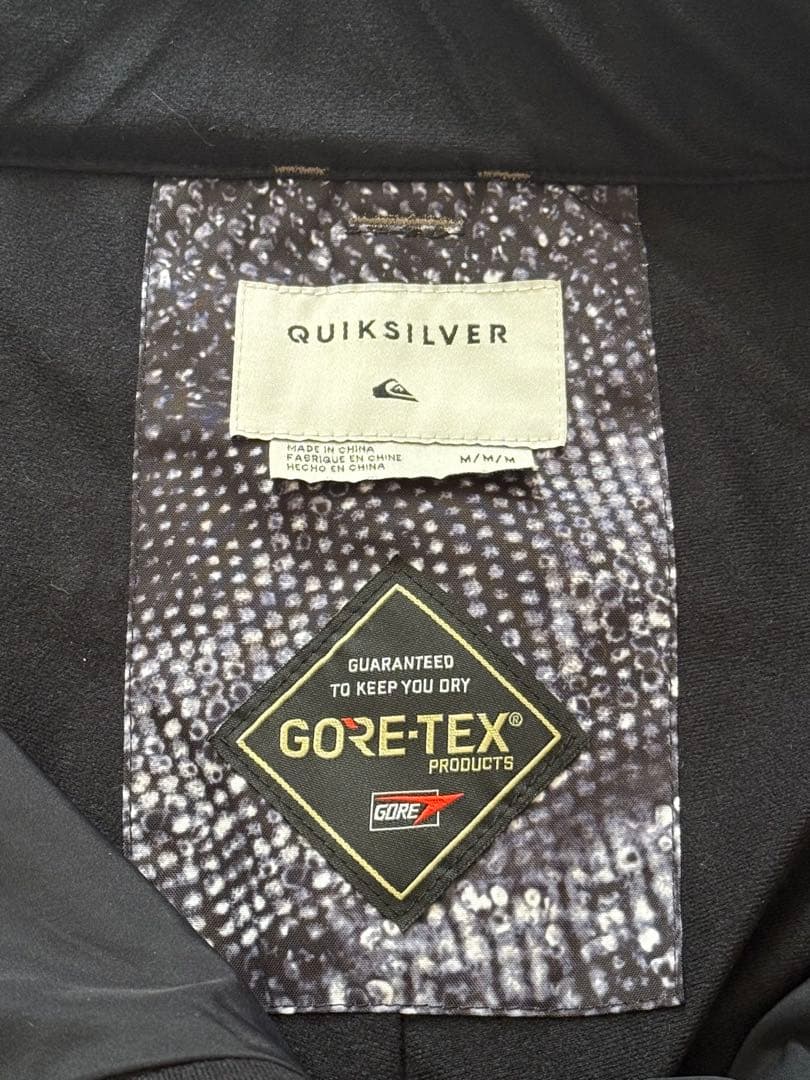 QUIKSILVER
MADE IN CHINA
FABRIQUE EN CHINE
HECHO EN CHINA
M/M/M
GUARANTEED
TO KEEP YOU DRY
GORE-TEX®
PRODUCTS
GORE